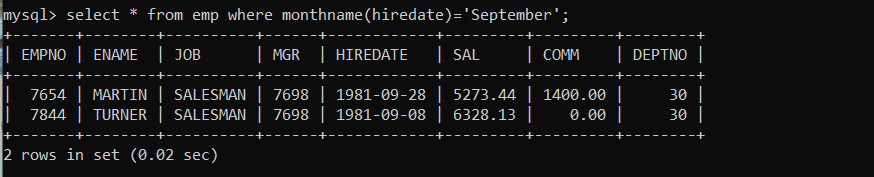 mysql> select * from emp where monthname(hiredate)='September';
+-------+--------+----------+------+------------+---------+---------+--------+
| EMPNO | ENAME  | JOB      | MGR  | HIREDATE   | SAL     | COMM    | DEPTNO |
+-------+--------+----------+------+------------+---------+---------+--------+
|  7654 | MARTIN | SALESMAN | 7698 | 1981-09-28 | 5273.44 | 1400.00 |     30 |
|  7844 | TURNER | SALESMAN | 7698 | 1981-09-08 | 6328.13 |    0.00 |     30 |
+-------+--------+----------+------+------------+---------+---------+--------+
2 rows in set (0.02 sec)